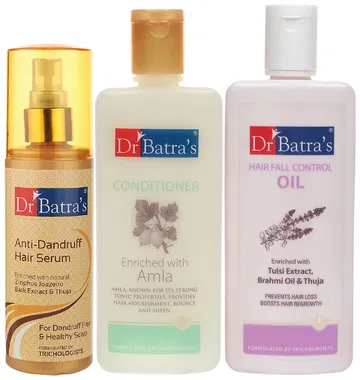 Dr Batra's
Anti-Dandruff
Hair Serum
Enriched with natural
Ziziphus Joazeiro
Bark Extract & Thuja
For Dandruff Free
& Healthy Scalp
FORMULATED BY
TRICHOLOGISTS
Dr Batra's
CONDITIONER
Enriched with
Amla
AMLA, KNOWN FOR ITS STRONG
TONIC PROPERTIES, PROVIDES
HAIR NOURISHMENT, BOUNCE
AND SHEEN
FORMULATED BY TRICHOLOGISTS
Dr Batra's
HAIR FALL CONTROL
OIL
Enriched with
Tulsi Extract,
Brahmi Oil & Thuja
PREVENTS HAIR LOSS
BOOSTS HAIR REGROWTH
FORMULATED BY TRICHOLOGISTS